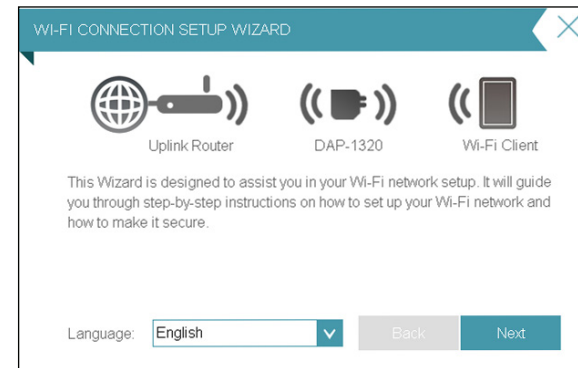 WI-FI CONNECTION SETUP WIZARD
Uplink Router
DAP-1320
Wi-Fi Client
This Wizard is designed to assist you in your Wi-Fi network setup. It will guide
you through step-by-step instructions on how to set up your Wi-Fi network and
how to make it secure.
Language:
English
Back
Next